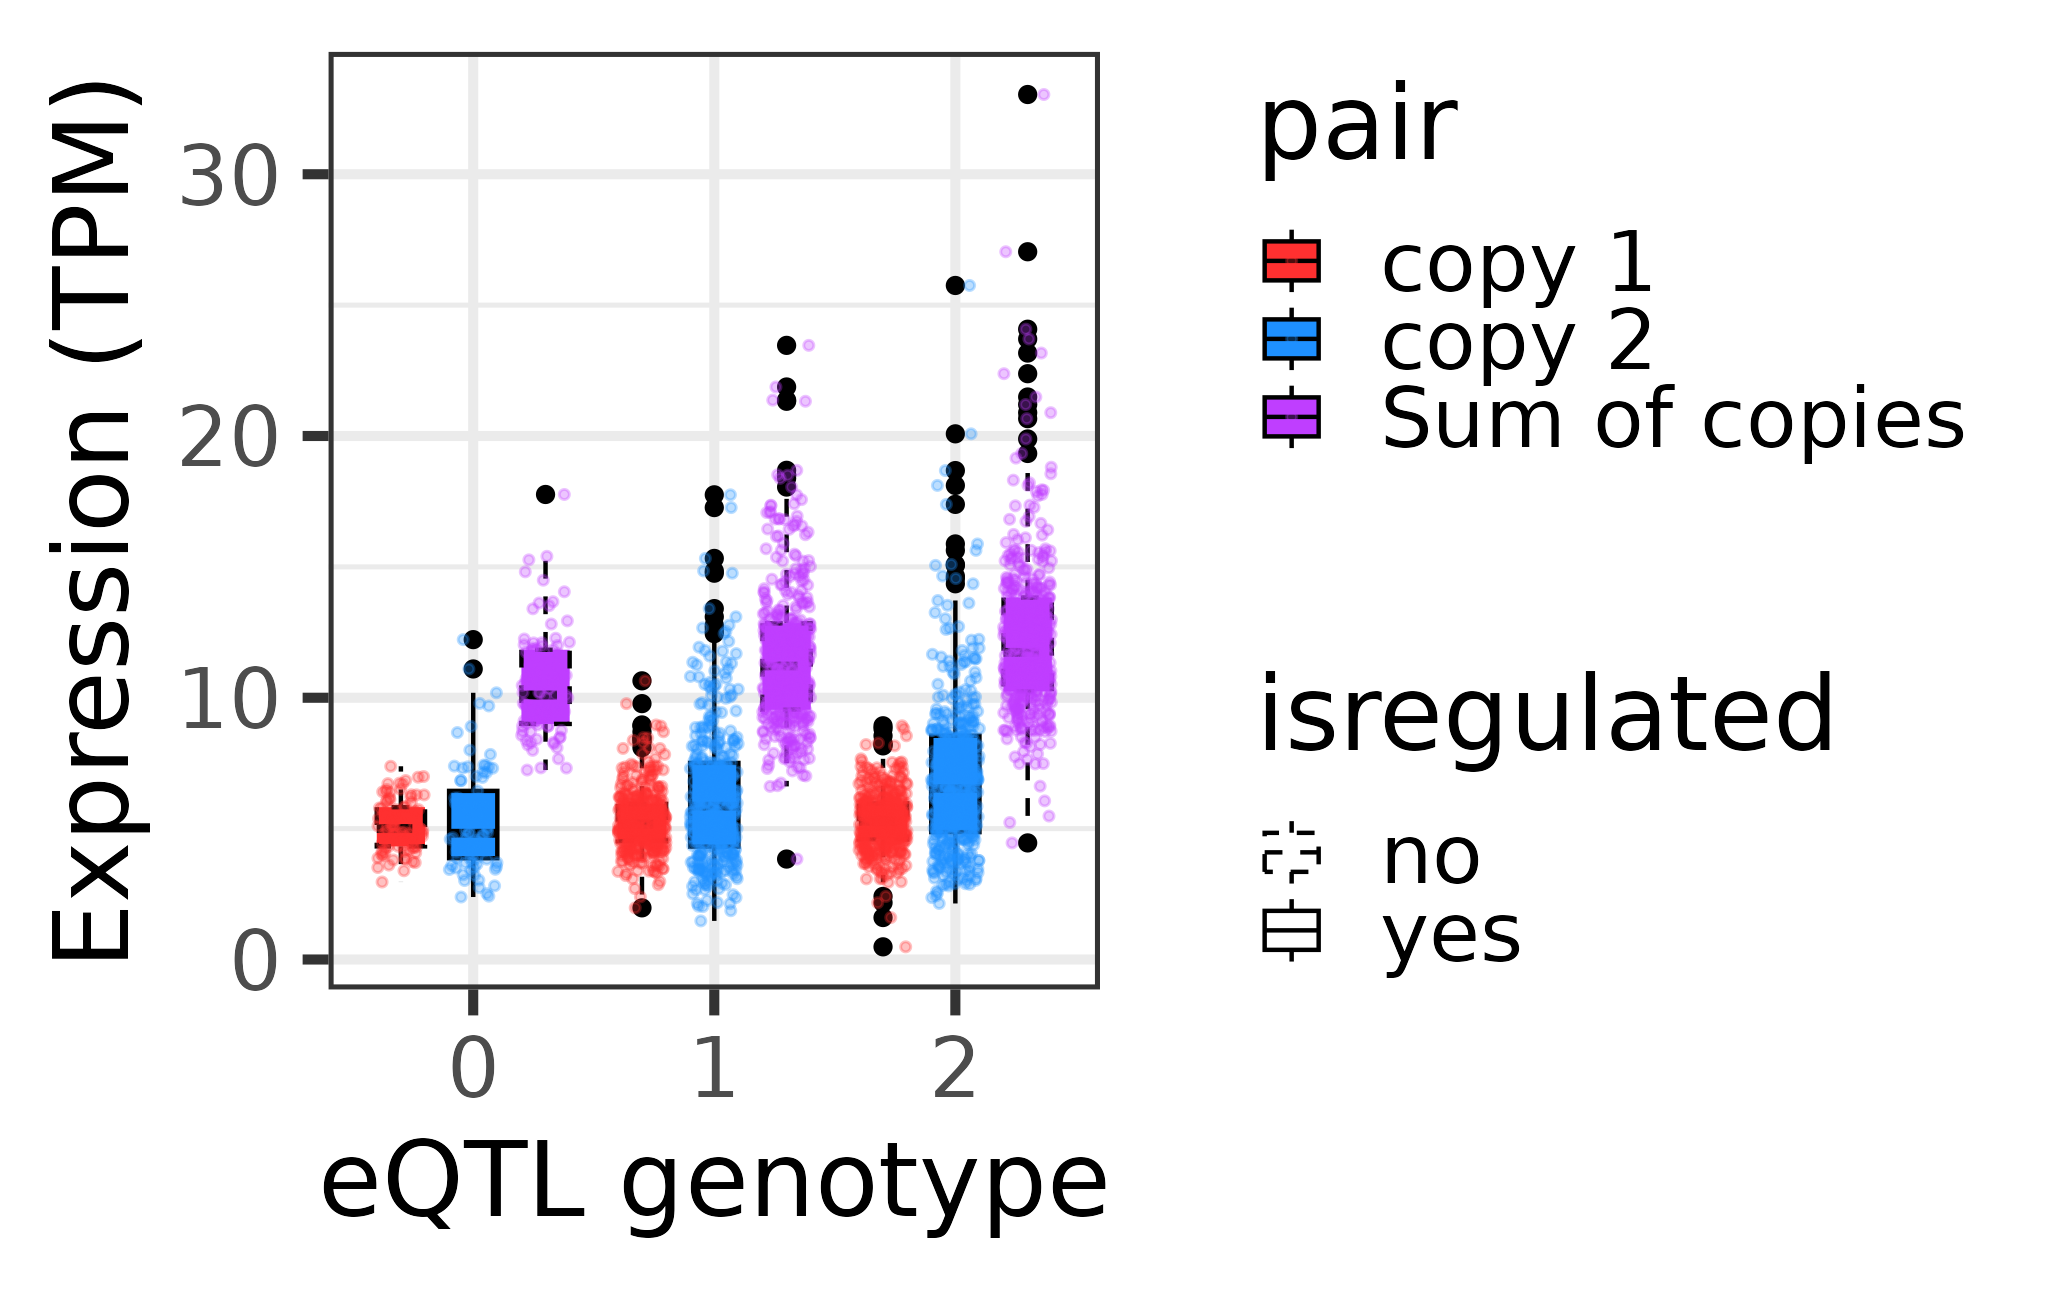 Expression (TPM)
30
20
10
0
0 1 2
eQTL genotype
pair
copy 1
copy 2
Sum of copies
isregulated
no
yes